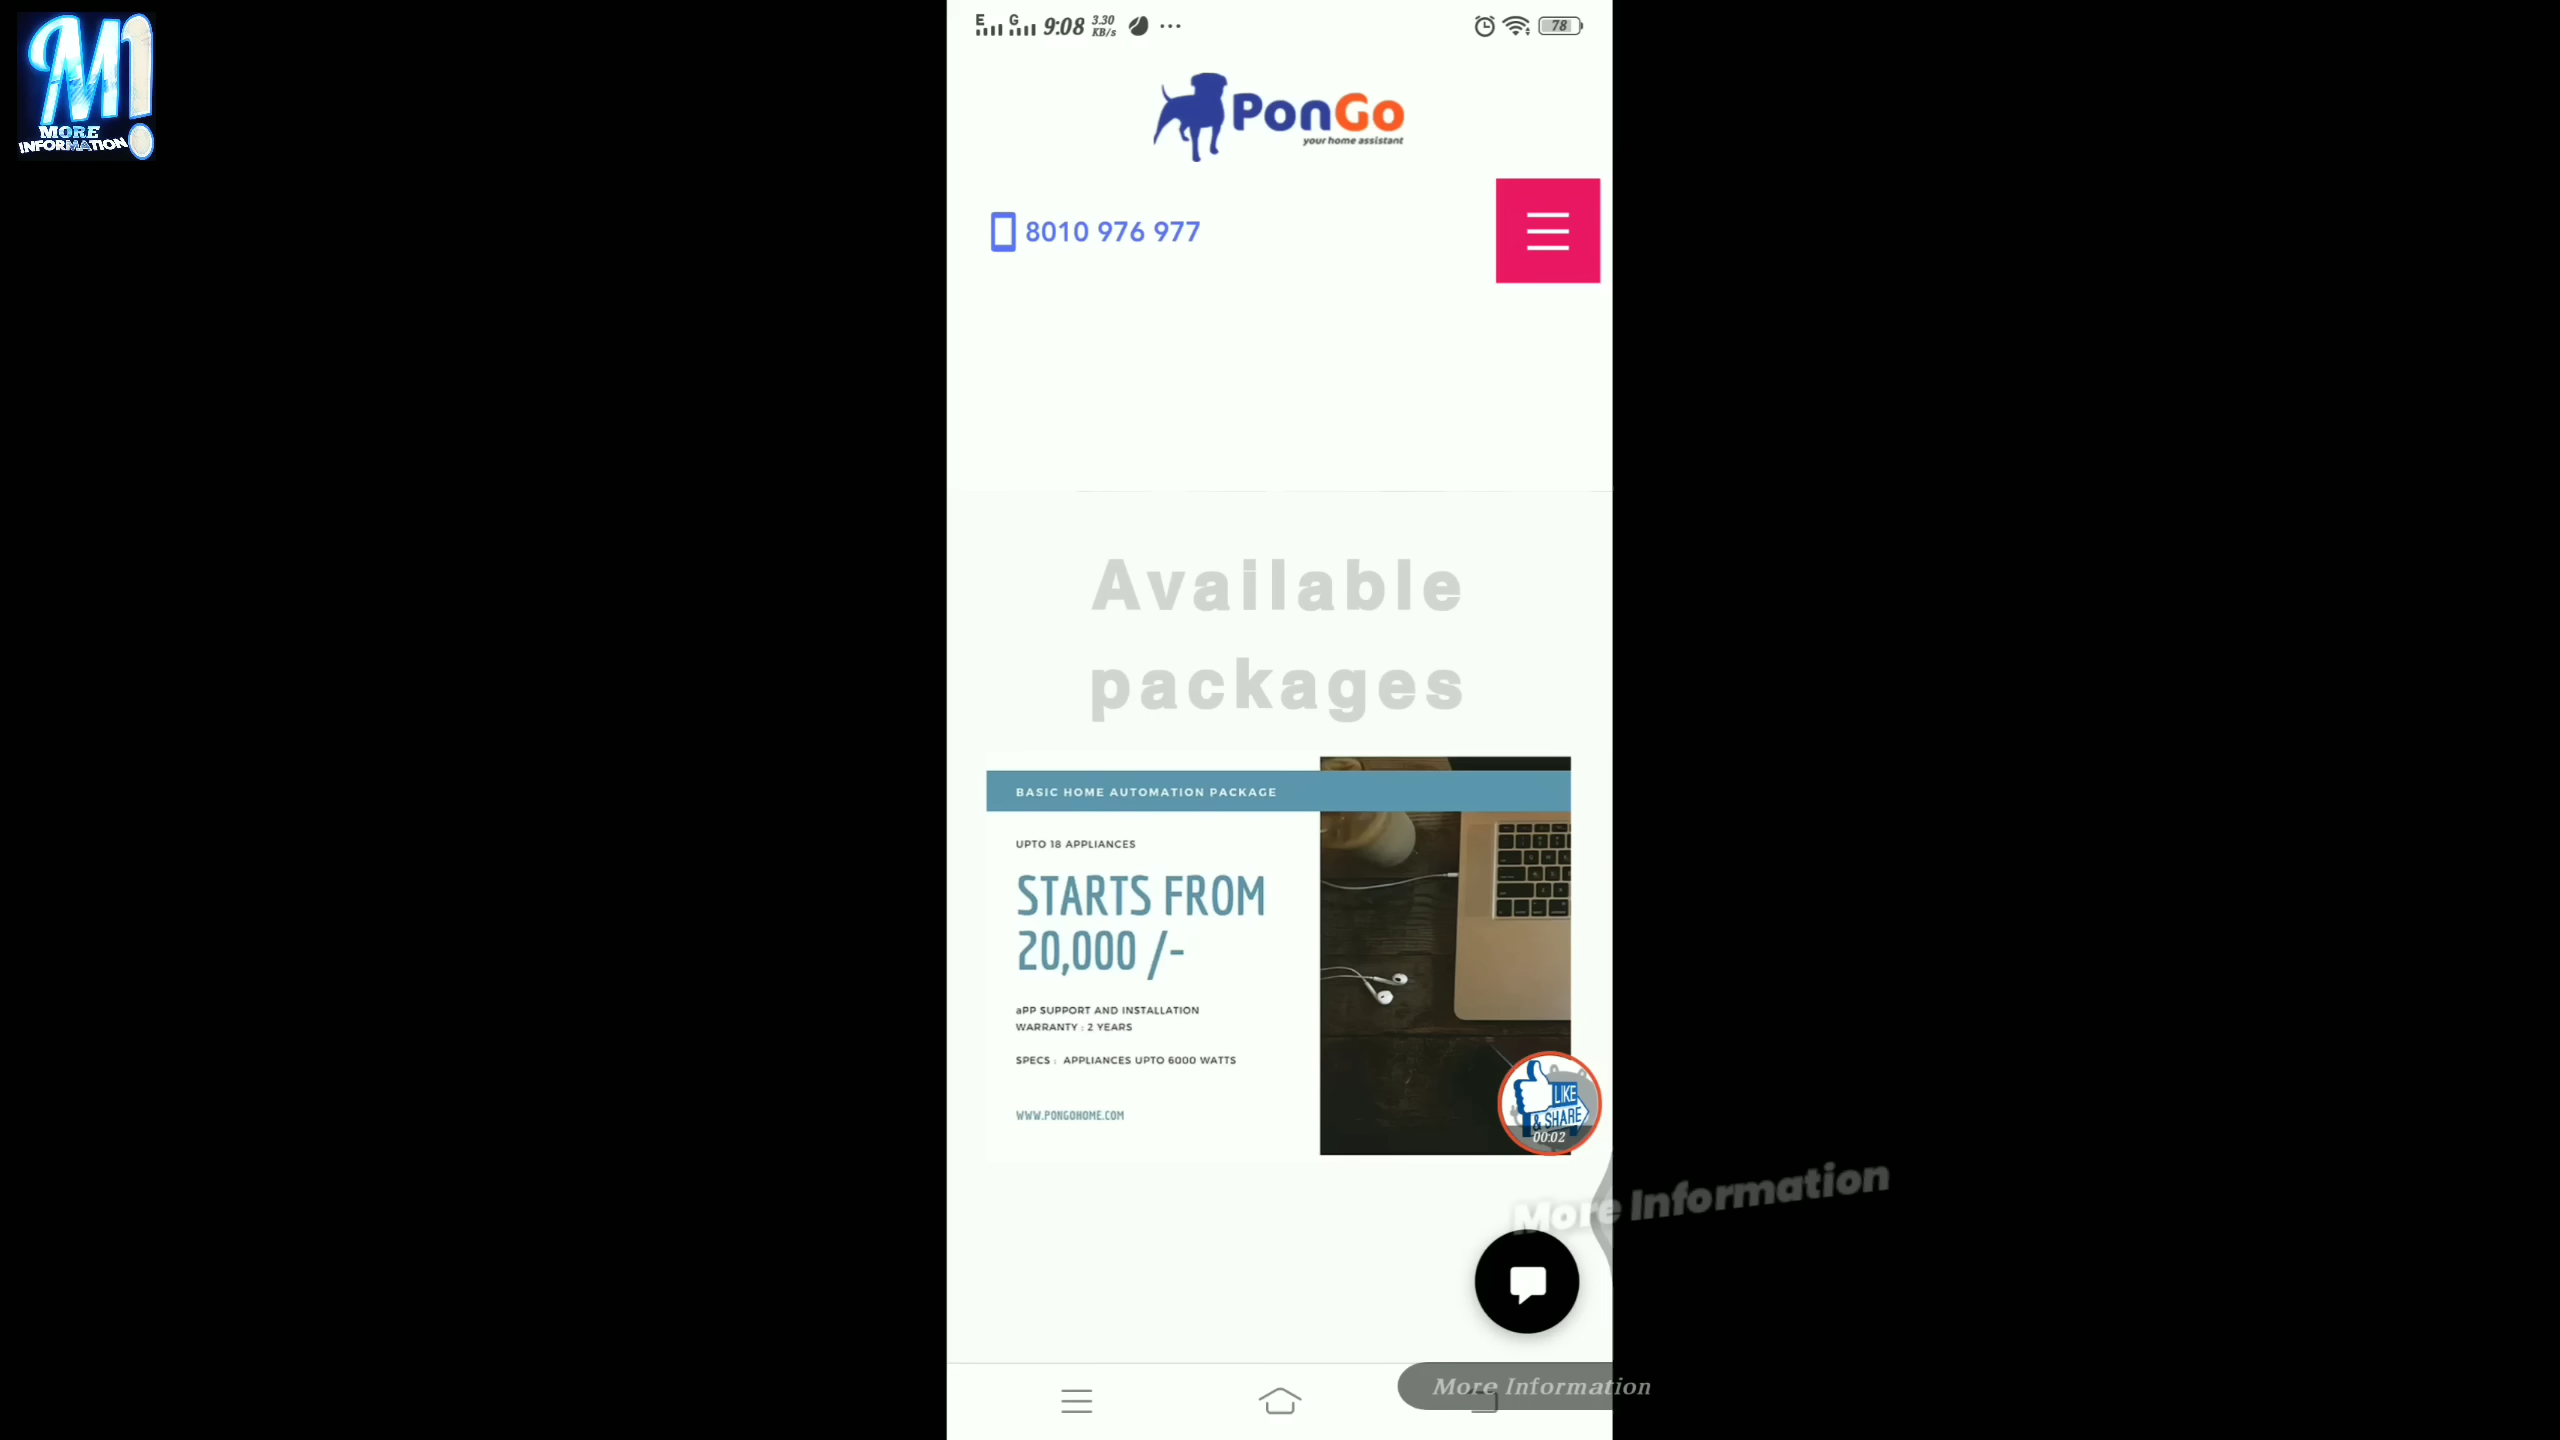 M!
MORE
INFORMATION
E G 9:08 3.30 KB/s ...
78
PonGo
your home assistant
8010 976 977
Available
packages
BASIC HOME AUTOMATION PACKAGE
UPTO 18 APPLIANCES
STARTS FROM
20,000 /-
aPP SUPPORT AND INSTALLATION
WARRANTY : 2 YEARS
SPECS : APPLIANCES UPTO 6000 WATTS
WWW.PONGOHOME.COM
LIKE
& SHARE
00:02
More Information
More Information